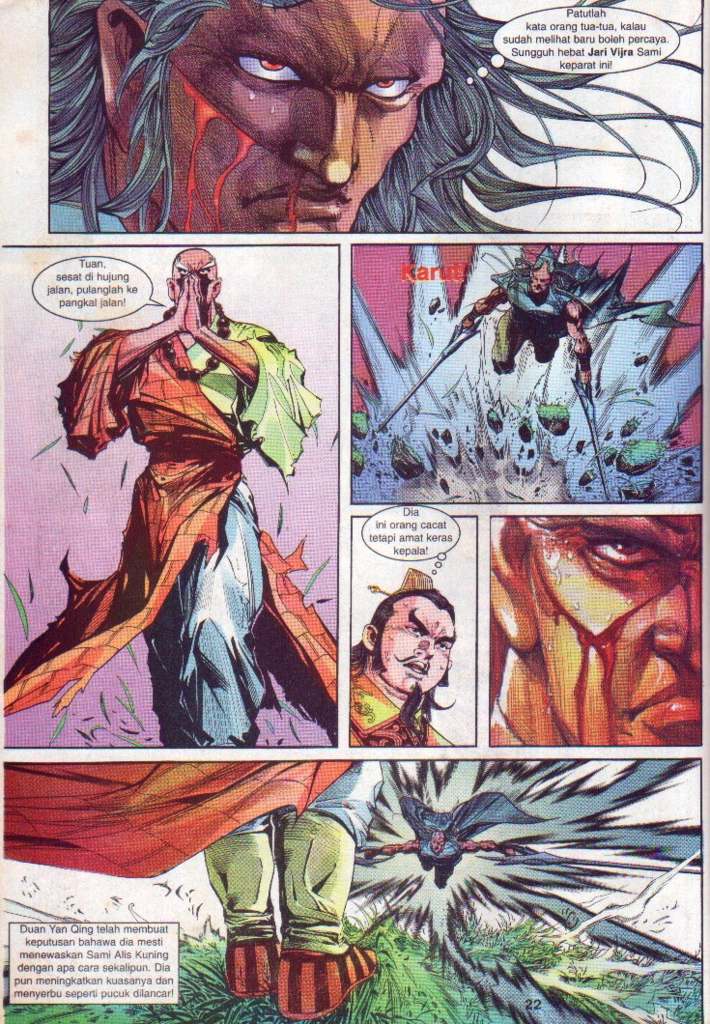 Patutlah
kata orang tua-tua, kalau
sudah melihat baru boleh percaya.
Sungguh hebat Jari Vijra Sami
keparat ini!
Tuan,
sesat di hujung
jalan, pulanglah ke
pangkal jalan!
Karut!
Dia
ini orang cacat
tetapi amat keras
kepala!
Duan Yan Qing telah membuat
keputusan bahawa dia mesti
menewaskan Sami Alis Kuning
dengan apa cara sekalipun. Dia
pun meningkatkan kuasanya dan
menyerbu seperti pucuk dilancar!
22